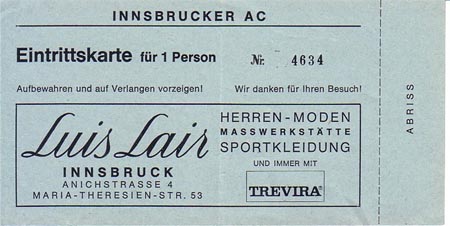 INNSBRUCKER AC
Eintrittskarte für 1 Person Nr. 4634
Aufbewahren und auf Verlangen vorzeigen! Wir danken für Ihren Besuch!
Luis Lair
INNSBRUCK
ANICHSTRASSE 4
MARIA-THERESIEN-STR. 53
HERREN-MODEN
MASSWERKSTÄTTE
SPORTKLEIDUNG
UND IMMER MIT
TREVIRA
ABRISS